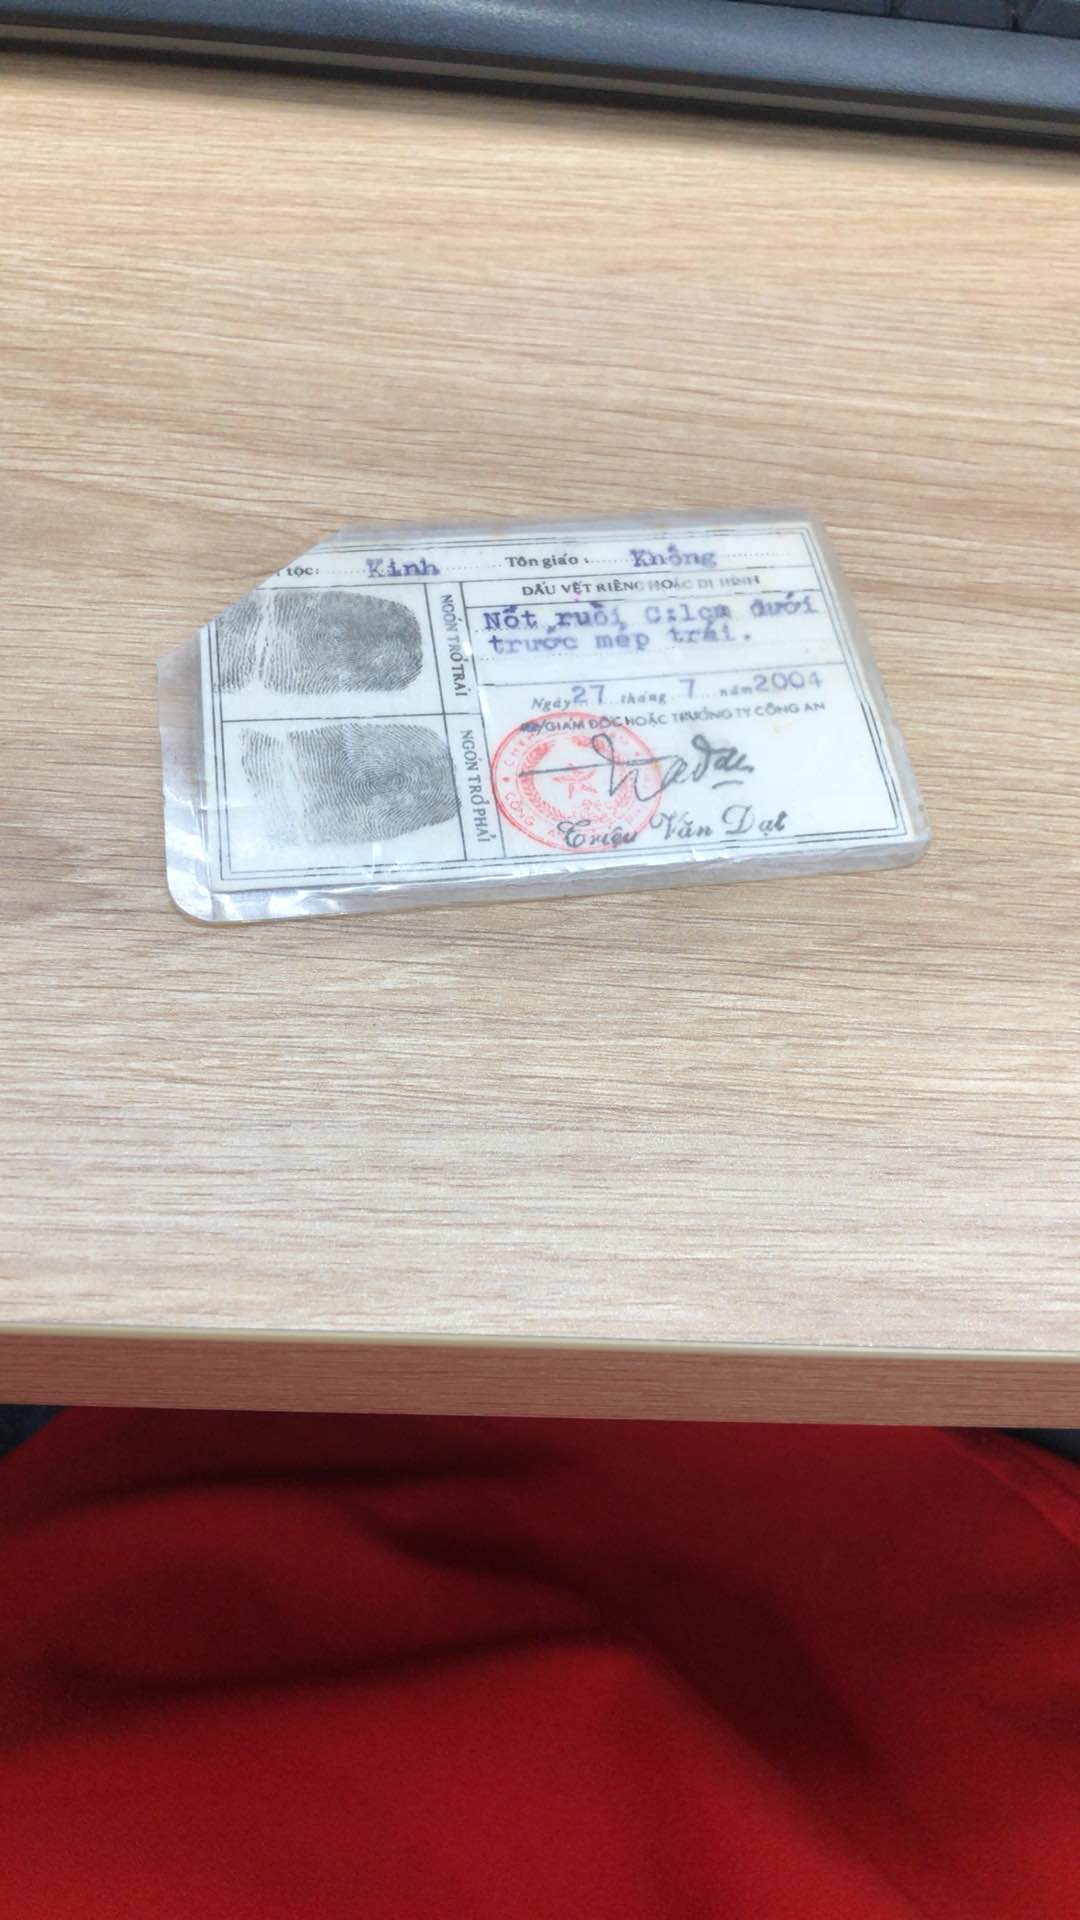 tộc: Kinh Tôn giáo: Không
DẤU VẾT RIÊNG HOẶC DỊ HÌNH
Nốt ruồi C:1cm dưới
trước mép trái.
NGÓN TRỎ TRÁI
Ngày 27 tháng 7 năm 2004
GIÁM ĐỐC HOẶC TRƯỞNG TY CÔNG AN
NGÓN TRỎ PHẢI
Triệu Văn Đạt